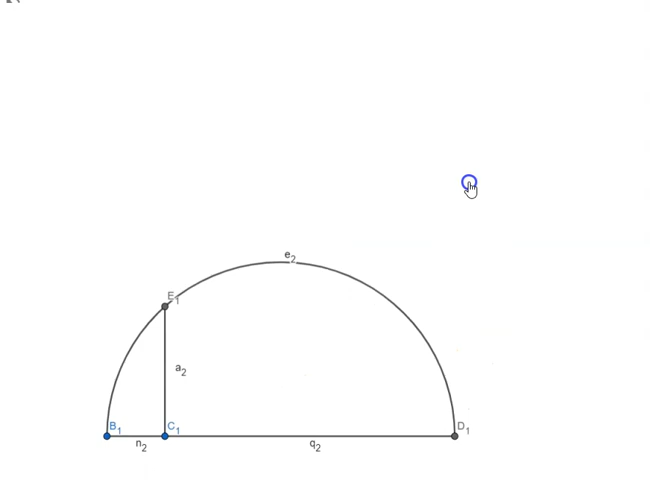 e₂
E₁
a₂
B₁
C₁
D₁
n₂
q₂